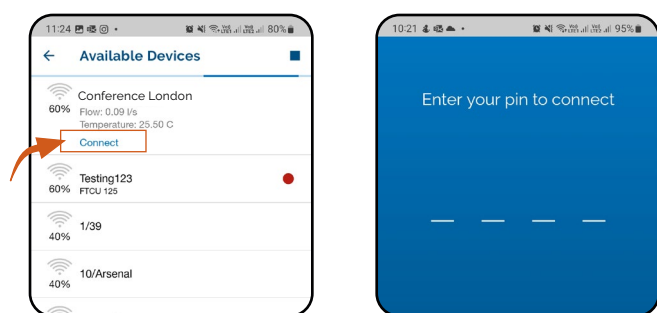 11:24
80%
Available Devices
Conference London
60%
Flow: 0.09 l/s
Temperature: 25.50 C
Connect
Testing123
60%
FTCU 125
1/39
40%
10/Arsenal
40%
10:21
95%
Enter your pin to connect